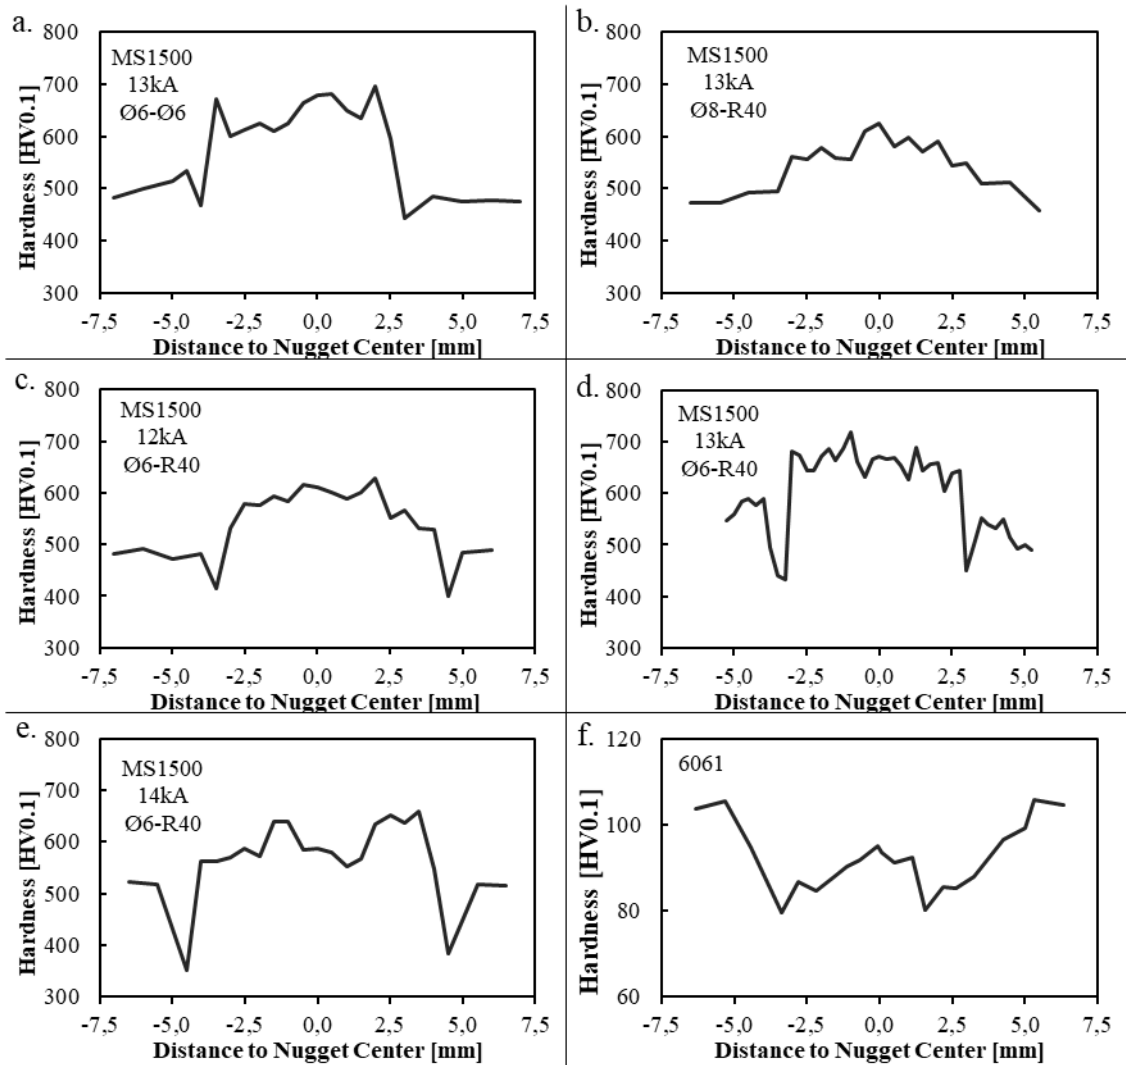 a.
MS1500
13kA
Ø6-Ø6
Hardness [HV0.1]
800
700
600
500
400
300
-7,5 -5,0 -2,5 0,0 2,5 5,0 7,5
Distance to Nugget Center [mm]
b.
MS1500
13kA
Ø8-R40
Hardness [HV0.1]
800
700
600
500
400
300
-7,5 -5,0 -2,5 0,0 2,5 5,0 7,5
Distance to Nugget Center [mm]
c.
MS1500
12kA
Ø6-R40
Hardness [HV0.1]
800
700
600
500
400
300
-7,5 -5,0 -2,5 0,0 2,5 5,0 7,5
Distance to Nugget Center [mm]
d.
MS1500
13kA
Ø6-R40
Hardness [HV0.1]
800
700
600
500
400
300
-7,5 -5,0 -2,5 0,0 2,5 5,0 7,5
Distance to Nugget Center [mm]
e.
MS1500
14kA
Ø6-R40
Hardness [HV0.1]
800
700
600
500
400
300
-7,5 -5,0 -2,5 0,0 2,5 5,0 7,5
Distance to Nugget Center [mm]
f.
6061
Hardness [HV0.1]
120
100
80
60
-7,5 -5,0 -2,5 0,0 2,5 5,0 7,5
Distance to Nugget Center [mm]